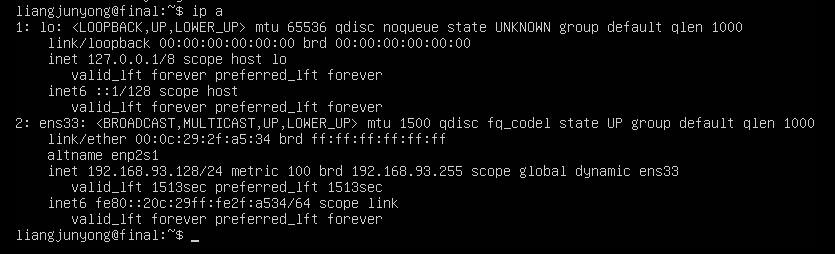 liangjunyong@final:~$ ip a
1: lo: <LOOPBACK,UP,LOWER_UP> mtu 65536 qdisc noqueue state UNKNOWN group default qlen 1000
    link/loopback 00:00:00:00:00:00 brd 00:00:00:00:00:00
    inet 127.0.0.1/8 scope host lo
       valid_lft forever preferred_lft forever
    inet6 ::1/128 scope host
       valid_lft forever preferred_lft forever
2: ens33: <BROADCAST,MULTICAST,UP,LOWER_UP> mtu 1500 qdisc fq_codel state UP group default qlen 1000
    link/ether 00:0c:29:2f:a5:34 brd ff:ff:ff:ff:ff:ff
    altname enp2s1
    inet 192.168.93.128/24 metric 100 brd 192.168.93.255 scope global dynamic ens33
       valid_lft 1513sec preferred_lft 1513sec
    inet6 fe80::20c:29ff:fe2f:a534/64 scope link
       valid_lft forever preferred_lft forever
liangjunyong@final:~$ _